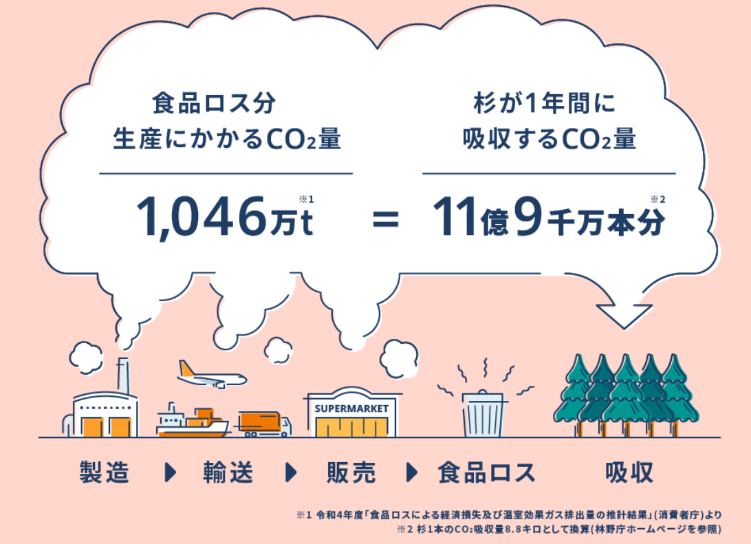 食品ロス分
生産にかかるCO₂量
杉が1年間に
吸収するCO₂量
1,046万t※1
=
11億9千万本分※2
SUPERMARKET
製造
輸送
販売
食品ロス
吸収
※1 令和4年度「食品ロスによる経済損失及び温室効果ガス排出量の推計結果」(消費者庁)より
※2 杉1本のCO₂吸収量8.8キロとして換算(林野庁ホームページを参照)